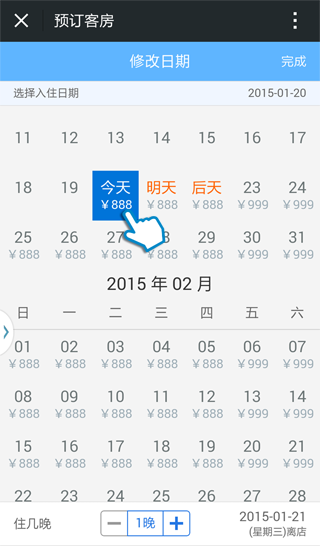 预订客房
修改日期 完成
选择入住日期 2015-01-20
11 12 13 14 15 16 17
18 19 今天 明天 后天 23 24
￥888 ￥888 ￥888 ￥999 ￥999
25 26 27 28 29 30 31
￥888 ￥888 ￥888 ￥999 ￥999
2015 年 02 月
日 一 二 三 四 五 六
01 02 03 04 05 06 07
￥888 ￥888 ￥888 ￥888 ￥888 ￥999 ￥999
08 09 10 11 12 13 14
￥888 ￥888 ￥888 ￥888 ￥888 ￥999 ￥999
15 16 17 18 19 20 21
￥888 ￥888 ￥888 ￥888 ￥888 ￥999 ￥999
22 23 24 25 26 27 28
住几晚 1晚 2015-01-21
(星期三)离店